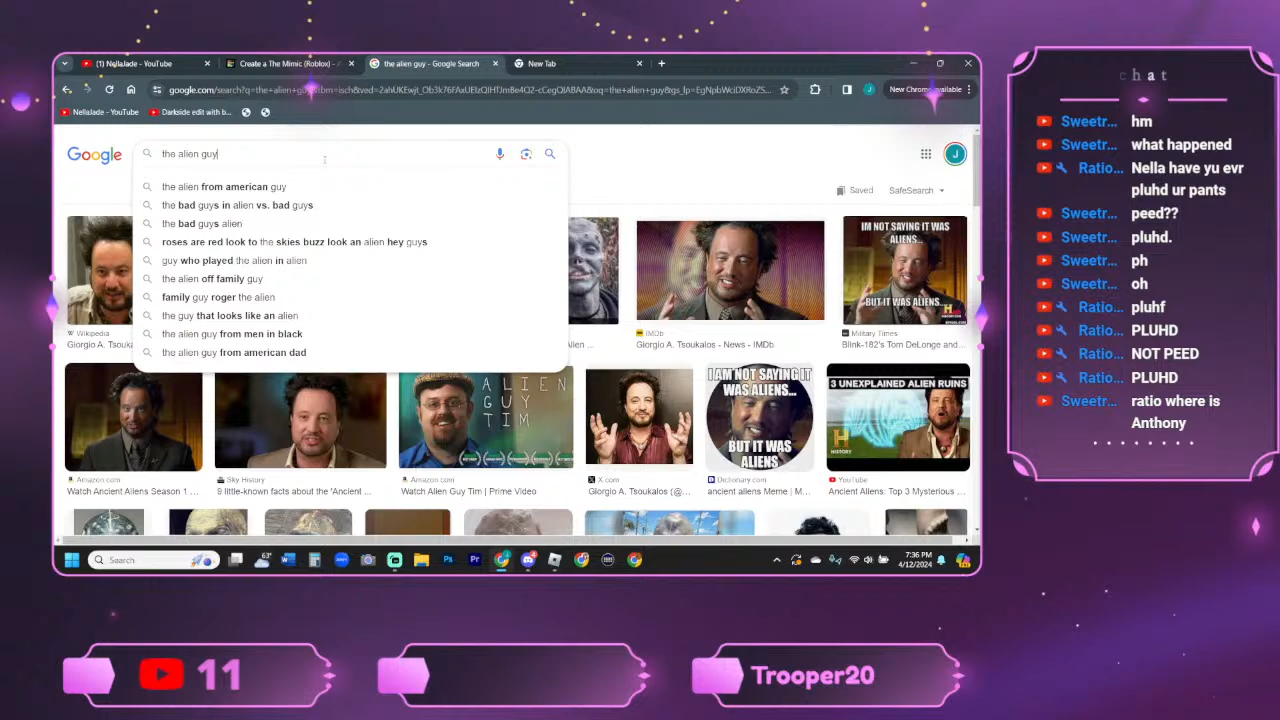 (1) NellaJade - YouTube
Create a The Mimic (Roblox) - A
the alien guy - Google Search
New Tab
New Chrome available
NellaJade - YouTube
Darkside edit with b...
Google
the alien guy
J
the alien from american guy
the bad guys in alien vs. bad guys
the bad guys alien
roses are red look to the skies buzz look an alien hey guys
guy who played the alien in alien
the alien off family guy
family guy roger the alien
the guy that looks like an alien
the alien guy from men in black
the alien guy from american dad
Saved
SafeSearch
IM NOT SAYING IT WAS ALIENS...
BUT IT WAS ALIENS
Wikipedia
Giorgio A. Tsouka
Alien ...
IMDb
Giorgio A. Tsoukalos - News - IMDb
Military Times
Blink-182's Tom DeLonge and...
ALIEN
GUY
TIM
I AM NOT SAYING IT WAS ALIENS...
BUT IT WAS ALIENS
3 UNEXPLAINED ALIEN RUINS
H
HISTORY
Amazon.com
Watch Ancient Aliens Season 1 ...
Sky History
9 little-known facts about the 'Ancient ...
Amazon.com
Watch Alien Guy Tim | Prime Video
X.com
Giorgio A. Tsoukalos (@...
Dictionary.com
ancient aliens Meme | M...
YouTube
Ancient Aliens: Top 3 Mysterious ...
Search
63°
Ps
Pr
7:36 PM
4/12/2024
chat
Sweetr... hm
Sweetr... what happened
Ratio... Nella have yu evr
pluhd ur pants
Sweetr... peed??
Sweetr... pluhd.
Sweetr... ph
Sweetr... oh
Ratio... pluhf
Ratio... PLUHD
Ratio... NOT PEED
Ratio... PLUHD
Sweetr... ratio where is
Anthony
11
Trooper20